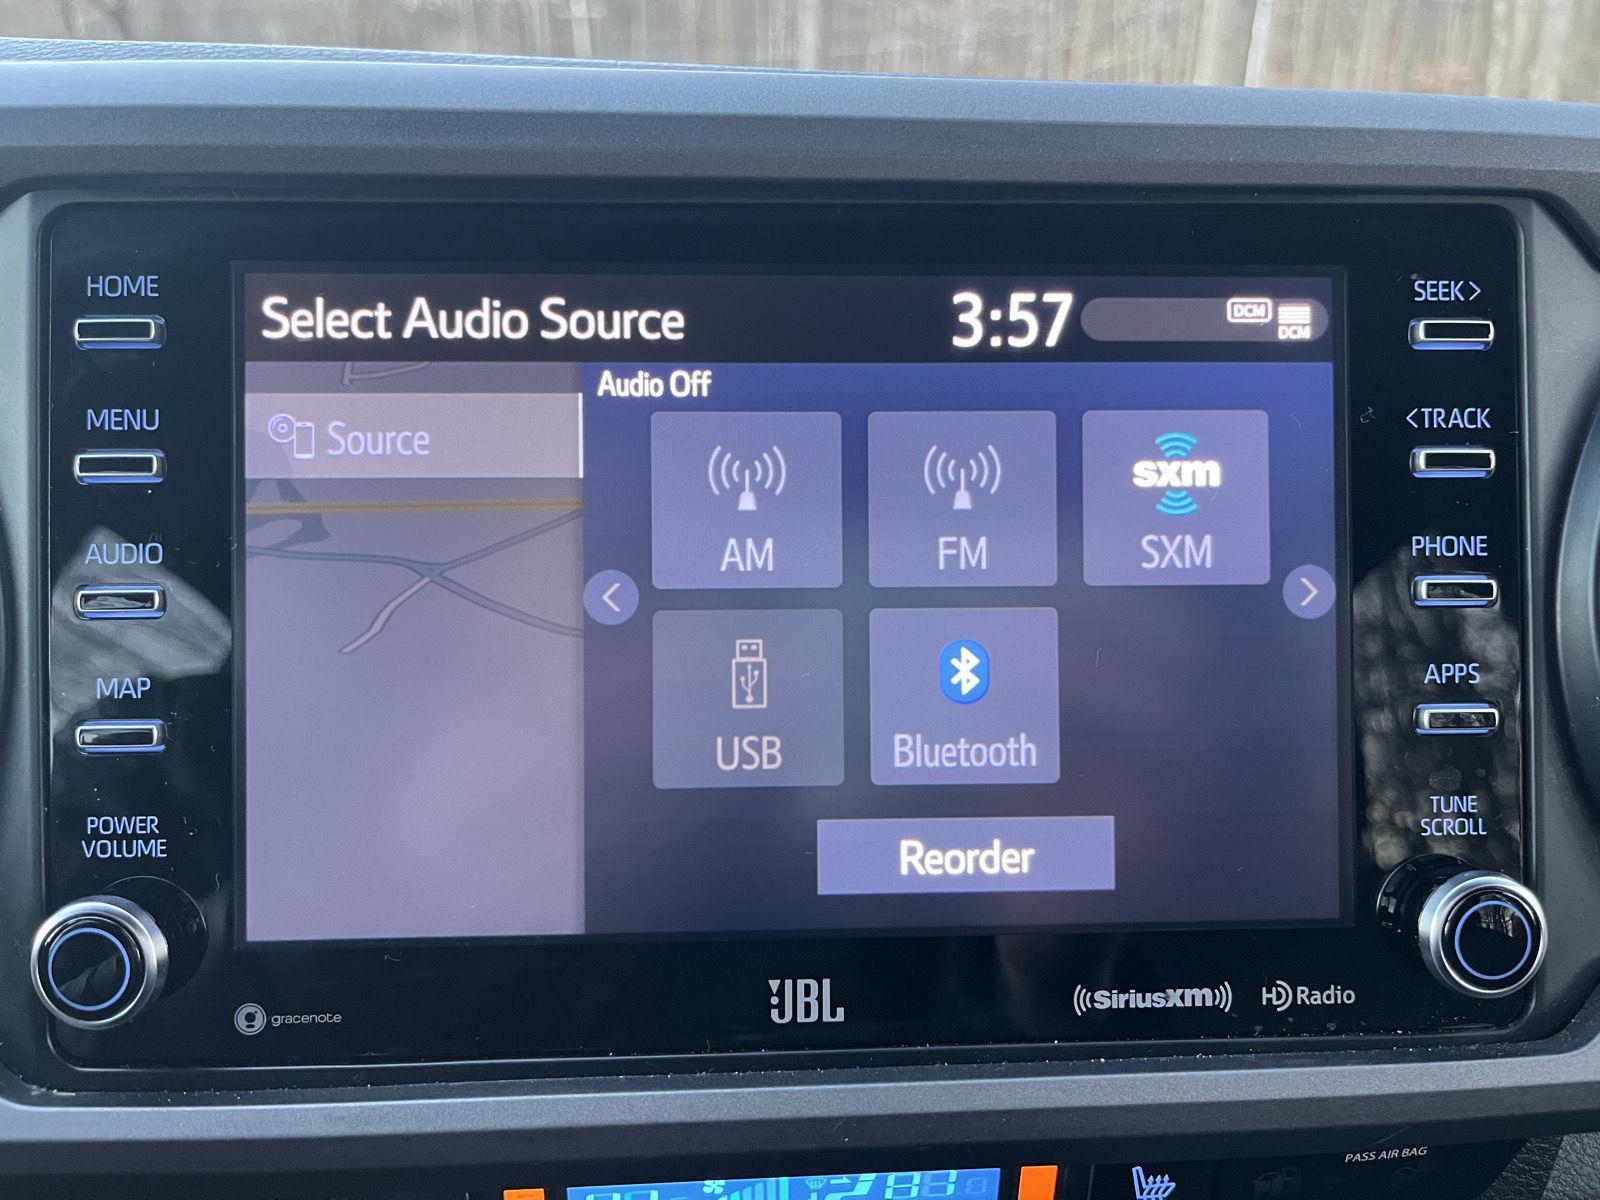 HOME
MENU
AUDIO
MAP
POWER
VOLUME
Select Audio Source
3:57
DCM
DCM
Source
Audio Off
AM
FM
sxm
SXM
USB
Bluetooth
Reorder
SEEK>
<TRACK
PHONE
APPS
TUNE
SCROLL
gracenote
JBL
((SiriusXM))
HD Radio
PASS AIR BAG